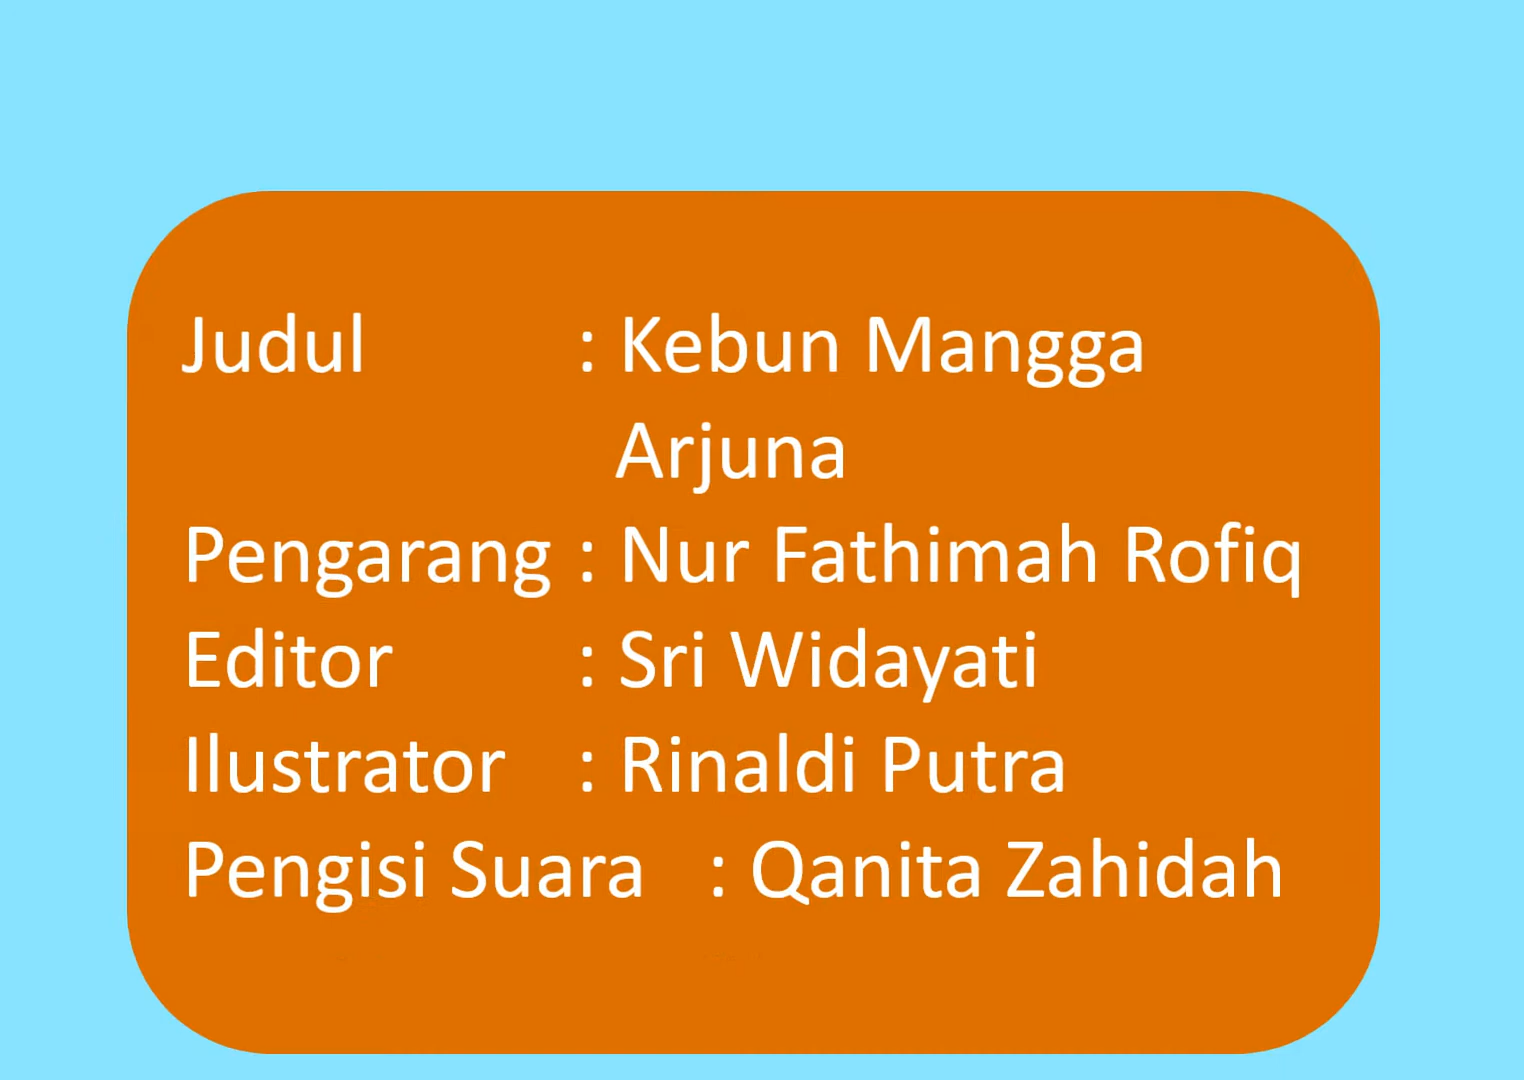 Judul : Kebun Mangga
Arjuna
Pengarang : Nur Fathimah Rofiq
Editor : Sri Widayati
Ilustrator : Rinaldi Putra
Pengisi Suara : Qanita Zahidah